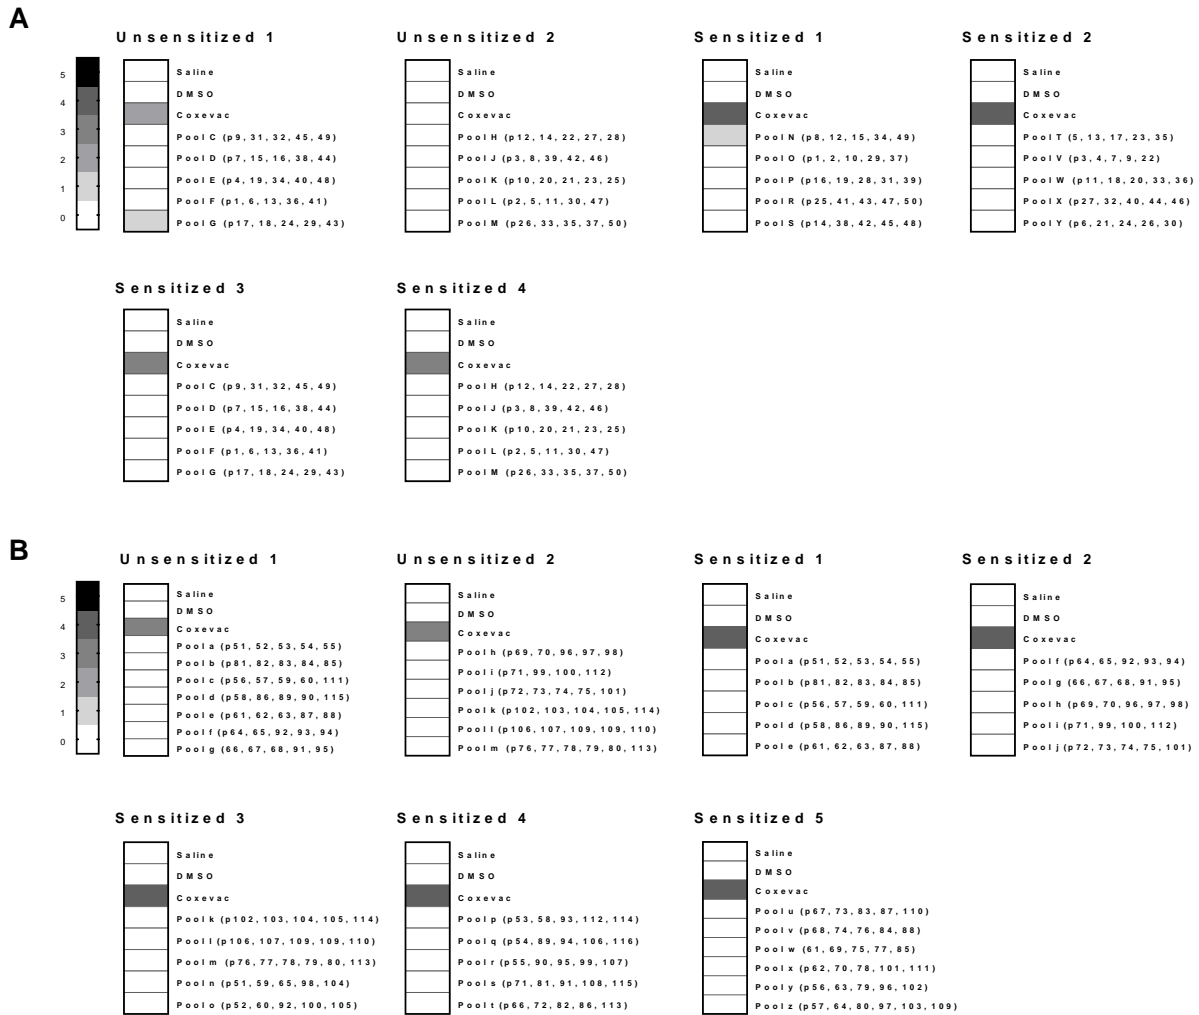 A
Unsensitized 1
5
4
3
2
1
0
Saline
DMSO
Coxevac
Pool C (p9, 31, 32, 45, 49)
Pool D (p7, 15, 16, 38, 44)
Pool E (p4, 19, 34, 40, 48)
Pool F (p1, 6, 13, 36, 41)
Pool G (p17, 18, 24, 29, 43)
Unsensitized 2
Saline
DMSO
Coxevac
Pool H (p12, 14, 22, 27, 28)
Pool J (p3, 8, 39, 42, 46)
Pool K (p10, 20, 21, 23, 25)
Pool L (p2, 5, 11, 30, 47)
Pool M (p26, 33, 35, 37, 50)
Sensitized 1
Saline
DMSO
Coxevac
Pool N (p8, 12, 15, 34, 49)
Pool O (p1, 2, 10, 29, 37)
Pool P (p16, 19, 28, 31, 39)
Pool R (p25, 41, 43, 47, 50)
Pool S (p14, 38, 42, 45, 48)
Sensitized 2
Saline
DMSO
Coxevac
Pool T (5, 13, 17, 23, 35)
Pool V (p3, 4, 7, 9, 22)
Pool W (p11, 18, 20, 33, 36)
Pool X (p27, 32, 40, 44, 46)
Pool Y (p6, 21, 24, 26, 30)
Sensitized 3
Saline
DMSO
Coxevac
Pool C (p9, 31, 32, 45, 49)
Pool D (p7, 15, 16, 38, 44)
Pool E (p4, 19, 34, 40, 48)
Pool F (p1, 6, 13, 36, 41)
Pool G (p17, 18, 24, 29, 43)
Sensitized 4
Saline
DMSO
Coxevac
Pool H (p12, 14, 22, 27, 28)
Pool J (p3, 8, 39, 42, 46)
Pool K (p10, 20, 21, 23, 25)
Pool L (p2, 5, 11, 30, 47)
Pool M (p26, 33, 35, 37, 50)
B
Unsensitized 1
5
4
3
2
1
0
Saline
DMSO
Coxevac
Pool a (p51, 52, 53, 54, 55)
Pool b (p81, 82, 83, 84, 85)
Pool c (p56, 57, 59, 60, 111)
Pool d (p58, 86, 89, 90, 115)
Pool e (p61, 62, 63, 87, 88)
Pool f (p64, 65, 92, 93, 94)
Pool g (66, 67, 68, 91, 95)
Unsensitized 2
Saline
DMSO
Coxevac
Pool h (p69, 70, 96, 97, 98)
Pool i (p71, 99, 100, 112)
Pool j (p72, 73, 74, 75, 101)
Pool k (p102, 103, 104, 105, 114)
Pool l (p106, 107, 109, 109, 110)
Pool m (p76, 77, 78, 79, 80, 113)
Sensitized 1
Saline
DMSO
Coxevac
Pool a (p51, 52, 53, 54, 55)
Pool b (p81, 82, 83, 84, 85)
Pool c (p56, 57, 59, 60, 111)
Pool d (p58, 86, 89, 90, 115)
Pool e (p61, 62, 63, 87, 88)
Sensitized 2
Saline
DMSO
Coxevac
Pool f (p64, 65, 92, 93, 94)
Pool g (66, 67, 68, 91, 95)
Pool h (p69, 70, 96, 97, 98)
Pool i (p71, 99, 100, 112)
Pool j (p72, 73, 74, 75, 101)
Sensitized 3
Saline
DMSO
Coxevac
Pool k (p102, 103, 104, 105, 114)
Pool l (p106, 107, 109, 109, 110)
Pool m (p76, 77, 78, 79, 80, 113)
Pool n (p51, 59, 65, 98, 104)
Pool o (p52, 60, 92, 100, 105)
Sensitized 4
Saline
DMSO
Coxevac
Pool p (p53, 58, 93, 112, 114)
Pool q (p54, 89, 94, 106, 116)
Pool r (p55, 90, 95, 99, 107)
Pool s (p71, 81, 91, 108, 115)
Pool t (p66, 72, 82, 86, 113)
Sensitized 5
Saline
DMSO
Coxevac
Pool u (p67, 73, 83, 87, 110)
Pool v (p68, 74, 76, 84, 88)
Pool w (61, 69, 75, 77, 85)
Pool x (p62, 70, 78, 101, 111)
Pool y (p56, 63, 79, 96, 102)
Pool z (p57, 64, 80, 97, 103, 109)